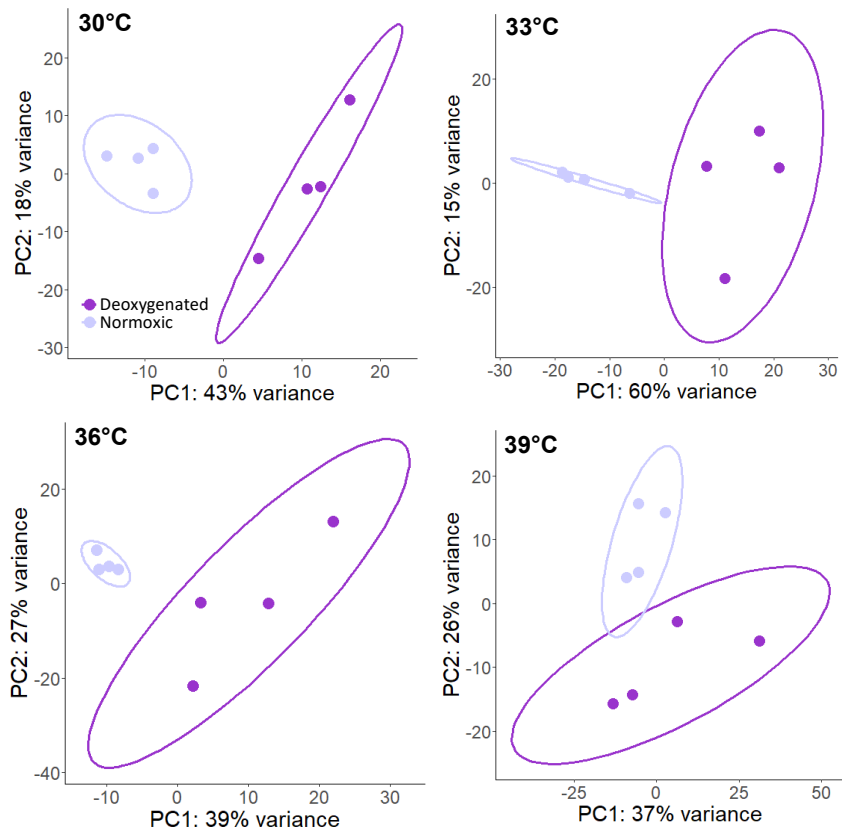 30°C
20
10
0
-10
-20
-30
PC2: 18% variance
Deoxygenated
Normoxic
-10
0
10
20
PC1: 43% variance
33°C
20
0
-20
PC2: 15% variance
-30
-20
-10
0
10
20
30
PC1: 60% variance
36°C
20
0
-20
-40
PC2: 27% variance
-10
0
10
20
30
PC1: 39% variance
39°C
20
10
0
-10
-20
PC2: 26% variance
-25
0
25
50
PC1: 37% variance